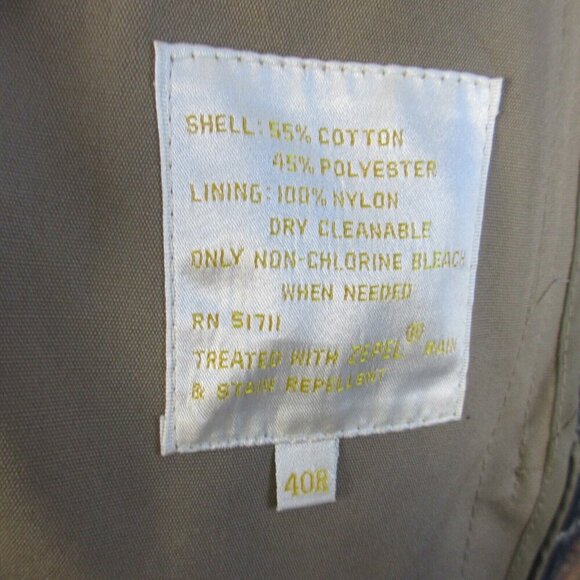 SHELL: 55% COTTON
45% POLYESTER
LINING: 100% NYLON
DRY CLEANABLE
ONLY NON-CHLORINE BLEACH
WHEN NEEDED
RN 51711
TREATED WITH ZEPEL® RAIN
& STAIN REPELLENT
40R